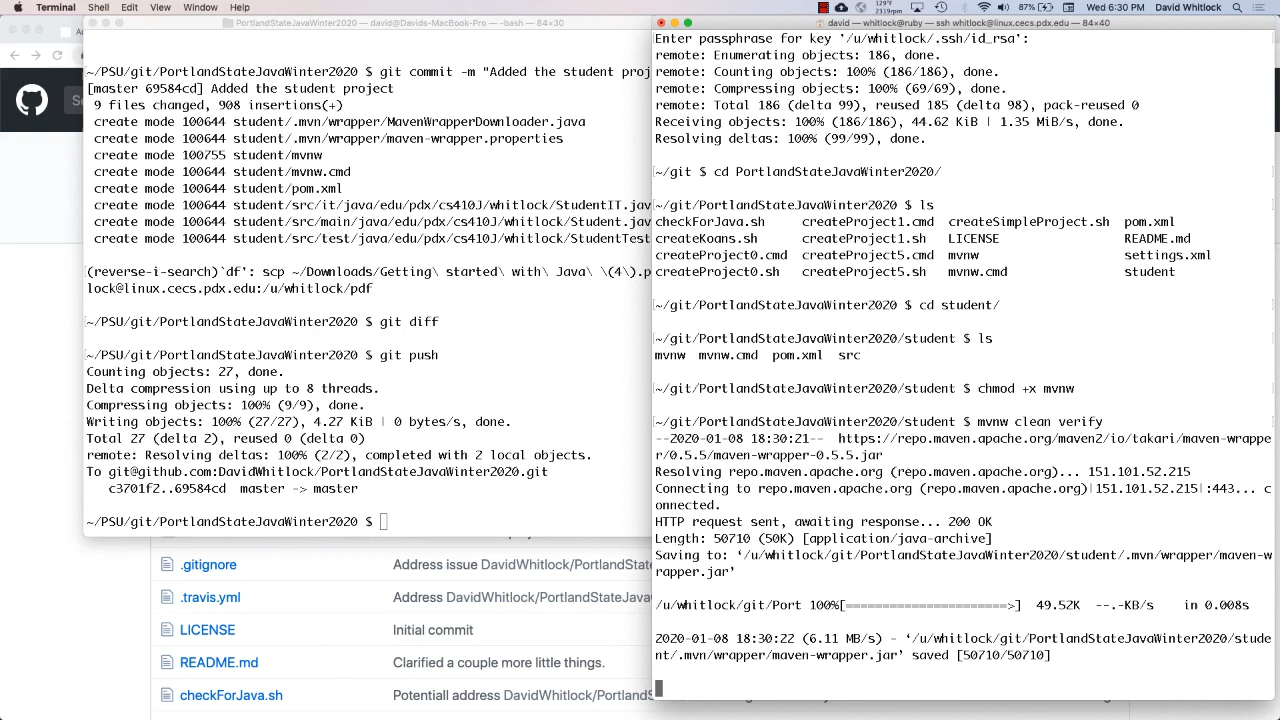 Terminal Shell Edit View Window Help
129°F
2319rpm
87%
Wed 6:30 PM David Whitlock
PortlandStateJavaWinter2020 — david@Davids-MacBook-Pro — -bash — 84×30
~/PSU/git/PortlandStateJavaWinter2020 $ git commit -m "Added the student proj
[master 69584cd] Added the student project
9 files changed, 908 insertions(+)
create mode 100644 student/.mvn/wrapper/MavenWrapperDownloader.java
create mode 100644 student/.mvn/wrapper/maven-wrapper.properties
create mode 100755 student/mvnw
create mode 100644 student/mvnw.cmd
create mode 100644 student/pom.xml
create mode 100644 student/src/it/java/edu/pdx/cs410J/whitlock/StudentIT.jav
create mode 100644 student/src/main/java/edu/pdx/cs410J/whitlock/Student.jav
create mode 100644 student/src/test/java/edu/pdx/cs410J/whitlock/StudentTest
(reverse-i-search)`df': scp ~/Downloads/Getting\ started\ with\ Java\ \(4\).p
lock@linux.cecs.pdx.edu:/u/whitlock/pdf
~/PSU/git/PortlandStateJavaWinter2020 $ git diff
~/PSU/git/PortlandStateJavaWinter2020 $ git push
Counting objects: 27, done.
Delta compression using up to 8 threads.
Compressing objects: 100% (9/9), done.
Writing objects: 100% (27/27), 4.27 KiB | 0 bytes/s, done.
Total 27 (delta 2), reused 0 (delta 0)
remote: Resolving deltas: 100% (2/2), completed with 2 local objects.
To git@github.com:DavidWhitlock/PortlandStateJavaWinter2020.git
c3701f2..69584cd master -> master
~/PSU/git/PortlandStateJavaWinter2020 $
.gitignore Address issue DavidWhitlock/PortlandStat
.travis.yml Address DavidWhitlock/PortlandStateJava
LICENSE Initial commit
README.md Clarified a couple more little things.
checkForJava.sh Potentiall address DavidWhitlock/Portland
david — whitlock@ruby — ssh whitlock@linux.cecs.pdx.edu — 84×40
Enter passphrase for key '/u/whitlock/.ssh/id_rsa':
remote: Enumerating objects: 186, done.
remote: Counting objects: 100% (186/186), done.
remote: Compressing objects: 100% (69/69), done.
remote: Total 186 (delta 99), reused 185 (delta 98), pack-reused 0
Receiving objects: 100% (186/186), 44.62 KiB | 1.35 MiB/s, done.
Resolving deltas: 100% (99/99), done.
~/git $ cd PortlandStateJavaWinter2020/
~/git/PortlandStateJavaWinter2020 $ ls
checkForJava.sh createProject1.cmd createSimpleProject.sh pom.xml
createKoans.sh createProject1.sh LICENSE README.md
createProject0.cmd createProject5.cmd mvnw settings.xml
createProject0.sh createProject5.sh mvnw.cmd student
~/git/PortlandStateJavaWinter2020 $ cd student/
~/git/PortlandStateJavaWinter2020/student $ ls
mvnw mvnw.cmd pom.xml src
~/git/PortlandStateJavaWinter2020/student $ chmod +x mvnw
~/git/PortlandStateJavaWinter2020/student $ mvnw clean verify
--2020-01-08 18:30:21-- https://repo.maven.apache.org/maven2/io/takari/maven-wrappe
r/0.5.5/maven-wrapper-0.5.5.jar
Resolving repo.maven.apache.org (repo.maven.apache.org)... 151.101.52.215
Connecting to repo.maven.apache.org (repo.maven.apache.org)|151.101.52.215|:443... c
onnected.
HTTP request sent, awaiting response... 200 OK
Length: 50710 (50K) [application/java-archive]
Saving to: ‘/u/whitlock/git/PortlandStateJavaWinter2020/student/.mvn/wrapper/maven-w
rapper.jar’
/u/whitlock/git/Port 100%[======================>] 49.52K --.-KB/s in 0.008s
2020-01-08 18:30:22 (6.11 MB/s) - ‘/u/whitlock/git/PortlandStateJavaWinter2020/stude
nt/.mvn/wrapper/maven-wrapper.jar’ saved [50710/50710]